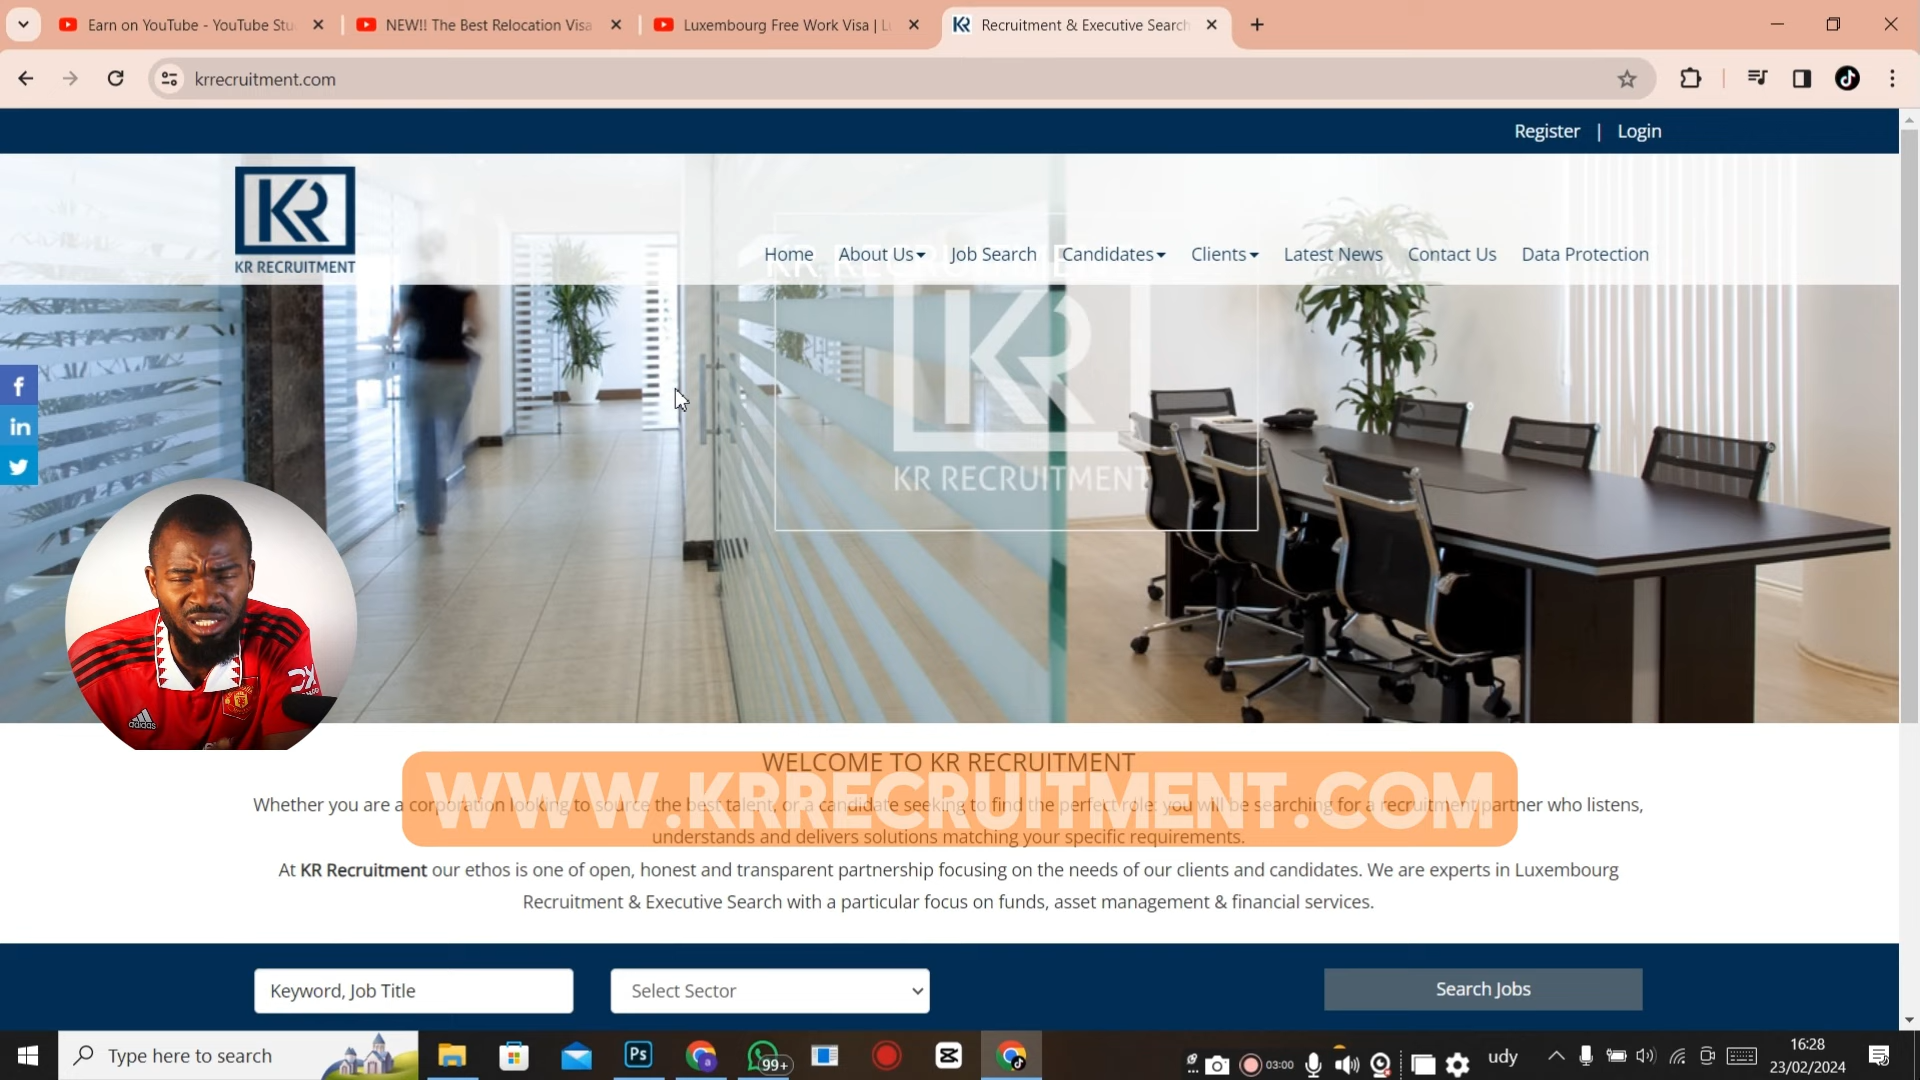 Earn on YouTube - YouTube Stu
NEW!! The Best Relocation Visa
Luxembourg Free Work Visa | L
Recruitment & Executive Search
krrecruitment.com
Register | Login
KR RECRUITMENT
Home About Us Job Search Candidates Clients Latest News Contact Us Data Protection
KR RECRUITMENT
KR RECRUITMENT
adidas
WELCOME TO KR RECRUITMENT
WWW.KRRECRUITMENT.COM
Whether you are a corporation looking to source the best talent, or a candidate seeking to find the perfect role: you will be searching for a recruitment partner who listens,
understands and delivers solutions matching your specific requirements.
At KR Recruitment our ethos is one of open, honest and transparent partnership focusing on the needs of our clients and candidates. We are experts in Luxembourg
Recruitment & Executive Search with a particular focus on funds, asset management & financial services.
Keyword, Job Title
Select Sector
Search Jobs
Type here to search
Ps
99+
03:00
udy
16:28
23/02/2024